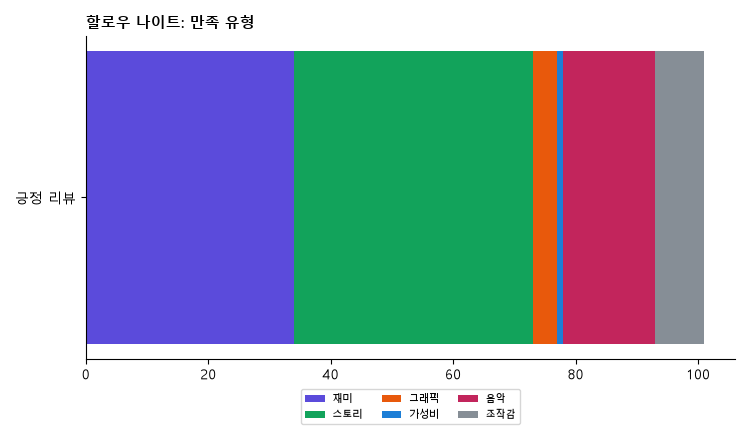 할로우 나이트: 만족 유형
긍정 리뷰
0 20 40 60 80 100
재미 그래픽 음악
스토리 가성비 조작감